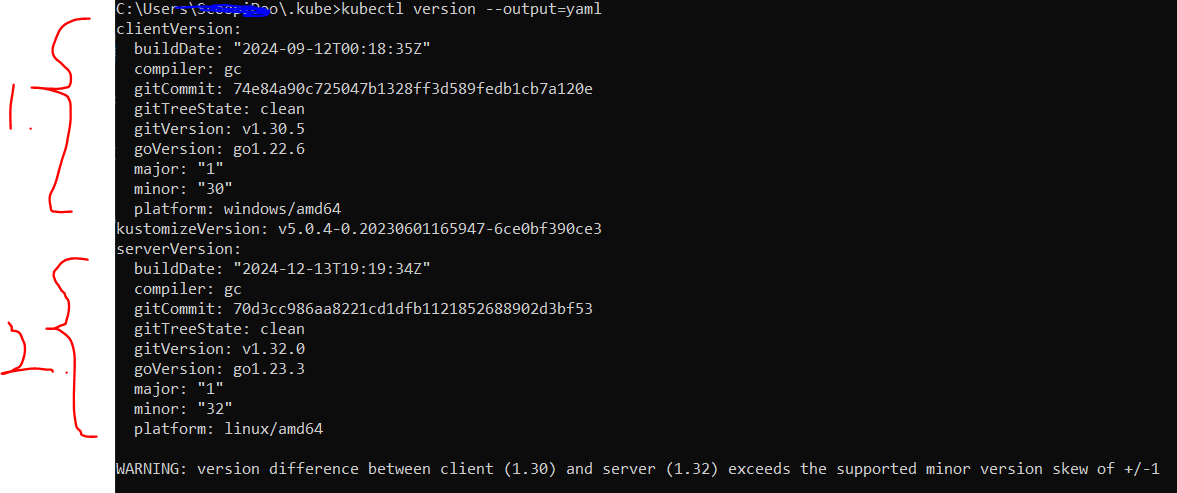 C:\Users\ \.kube>kubectl version --output=yaml
clientVersion:
  buildDate: "2024-09-12T00:18:35Z"
  compiler: gc
1.
  gitCommit: 74e84a90c725047b1328ff3d589fedb1cb7a120e
  gitTreeState: clean
  gitVersion: v1.30.5
  goVersion: go1.22.6
  major: "1"
  minor: "30"
  platform: windows/amd64
kustomizeVersion: v5.0.4-0.20230601165947-6ce0bf390ce3
serverVersion:
  buildDate: "2024-12-13T19:19:34Z"
  compiler: gc
2.
  gitCommit: 70d3cc986aa8221cd1dfb1121852688902d3bf53
  gitTreeState: clean
  gitVersion: v1.32.0
  goVersion: go1.23.3
  major: "1"
  minor: "32"
  platform: linux/amd64
WARNING: version difference between client (1.30) and server (1.32) exceeds the supported minor version skew of +/-1